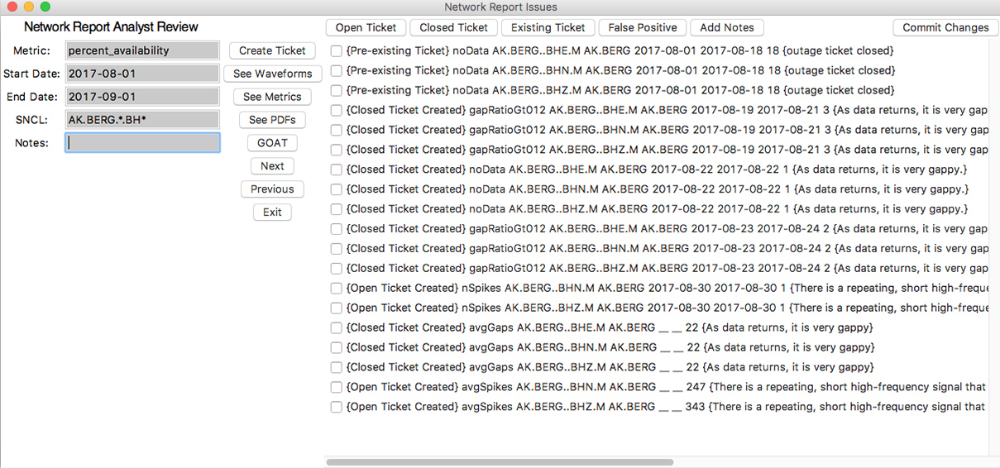 Network Report Issues
Network Report Analyst Review
Open Ticket Closed Ticket Existing Ticket False Positive Add Notes Commit Changes
Metric: percent_availability Create Ticket
Start Date: 2017-08-01 See Waveforms
End Date: 2017-09-01 See Metrics
SNCL: AK.BERG.*.BH* See PDFs
Notes: GOAT
Next
Previous
Exit
{Pre-existing Ticket} noData AK.BERG..BHE.M AK.BERG 2017-08-01 2017-08-18 18 {outage ticket closed}
{Pre-existing Ticket} noData AK.BERG..BHN.M AK.BERG 2017-08-01 2017-08-18 18 {outage ticket closed}
{Pre-existing Ticket} noData AK.BERG..BHZ.M AK.BERG 2017-08-01 2017-08-18 18 {outage ticket closed}
{Closed Ticket Created} gapRatioGt012 AK.BERG..BHE.M AK.BERG 2017-08-19 2017-08-21 3 {As data returns, it is very gap
{Closed Ticket Created} gapRatioGt012 AK.BERG..BHN.M AK.BERG 2017-08-19 2017-08-21 3 {As data returns, it is very gap
{Closed Ticket Created} gapRatioGt012 AK.BERG..BHZ.M AK.BERG 2017-08-19 2017-08-21 3 {As data returns, it is very gap
{Closed Ticket Created} noData AK.BERG..BHE.M AK.BERG 2017-08-22 2017-08-22 1 {As data returns, it is very gappy.}
{Closed Ticket Created} noData AK.BERG..BHN.M AK.BERG 2017-08-22 2017-08-22 1 {As data returns, it is very gappy.}
{Closed Ticket Created} noData AK.BERG..BHZ.M AK.BERG 2017-08-22 2017-08-22 1 {As data returns, it is very gappy.}
{Closed Ticket Created} gapRatioGt012 AK.BERG..BHE.M AK.BERG 2017-08-23 2017-08-24 2 {As data returns, it is very gap
{Closed Ticket Created} gapRatioGt012 AK.BERG..BHN.M AK.BERG 2017-08-23 2017-08-24 2 {As data returns, it is very gap
{Closed Ticket Created} gapRatioGt012 AK.BERG..BHZ.M AK.BERG 2017-08-23 2017-08-24 2 {As data returns, it is very gap
{Open Ticket Created} nSpikes AK.BERG..BHN.M AK.BERG 2017-08-30 2017-08-30 1 {There is a repeating, short high-freque
{Open Ticket Created} nSpikes AK.BERG..BHZ.M AK.BERG 2017-08-30 2017-08-30 1 {There is a repeating, short high-freque
{Closed Ticket Created} avgGaps AK.BERG..BHE.M AK.BERG __ __ 22 {As data returns, it is very gappy}
{Closed Ticket Created} avgGaps AK.BERG..BHN.M AK.BERG __ __ 22 {As data returns, it is very gappy}
{Closed Ticket Created} avgGaps AK.BERG..BHZ.M AK.BERG __ __ 22 {As data returns, it is very gappy}
{Open Ticket Created} avgSpikes AK.BERG..BHN.M AK.BERG __ __ 247 {There is a repeating, short high-frequency signal that
{Open Ticket Created} avgSpikes AK.BERG..BHZ.M AK.BERG __ __ 343 {There is a repeating, short high-frequency signal that